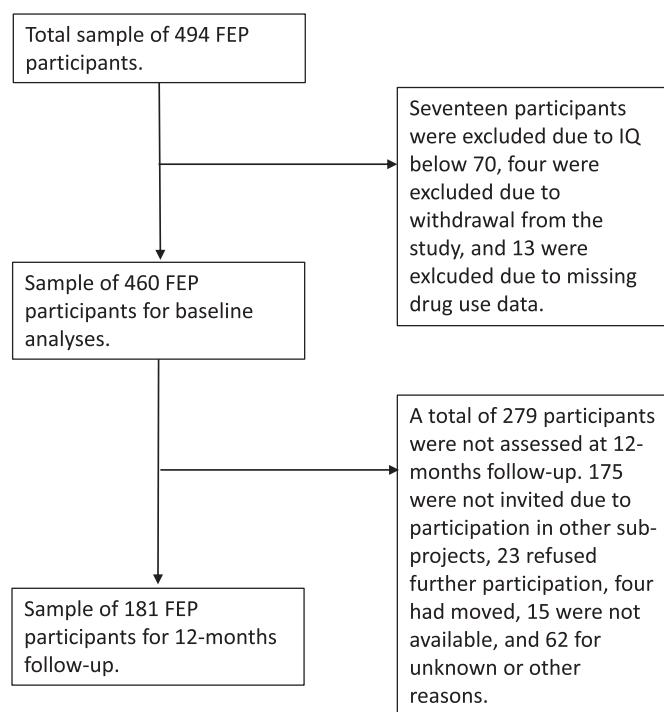 Total sample of 494 FEP
participants.
Seventeen participants
were excluded due to IQ
below 70, four were
excluded due to
withdrawal from the
study, and 13 were
exlcuded due to missing
drug use data.
Sample of 460 FEP
participants for baseline
analyses.
A total of 279 participants
were not assessed at 12-
months follow-up. 175
were not invited due to
participation in other sub-
projects, 23 refused
further participation, four
had moved, 15 were not
available, and 62 for
unknown or other
reasons.
Sample of 181 FEP
participants for 12-months
follow-up.